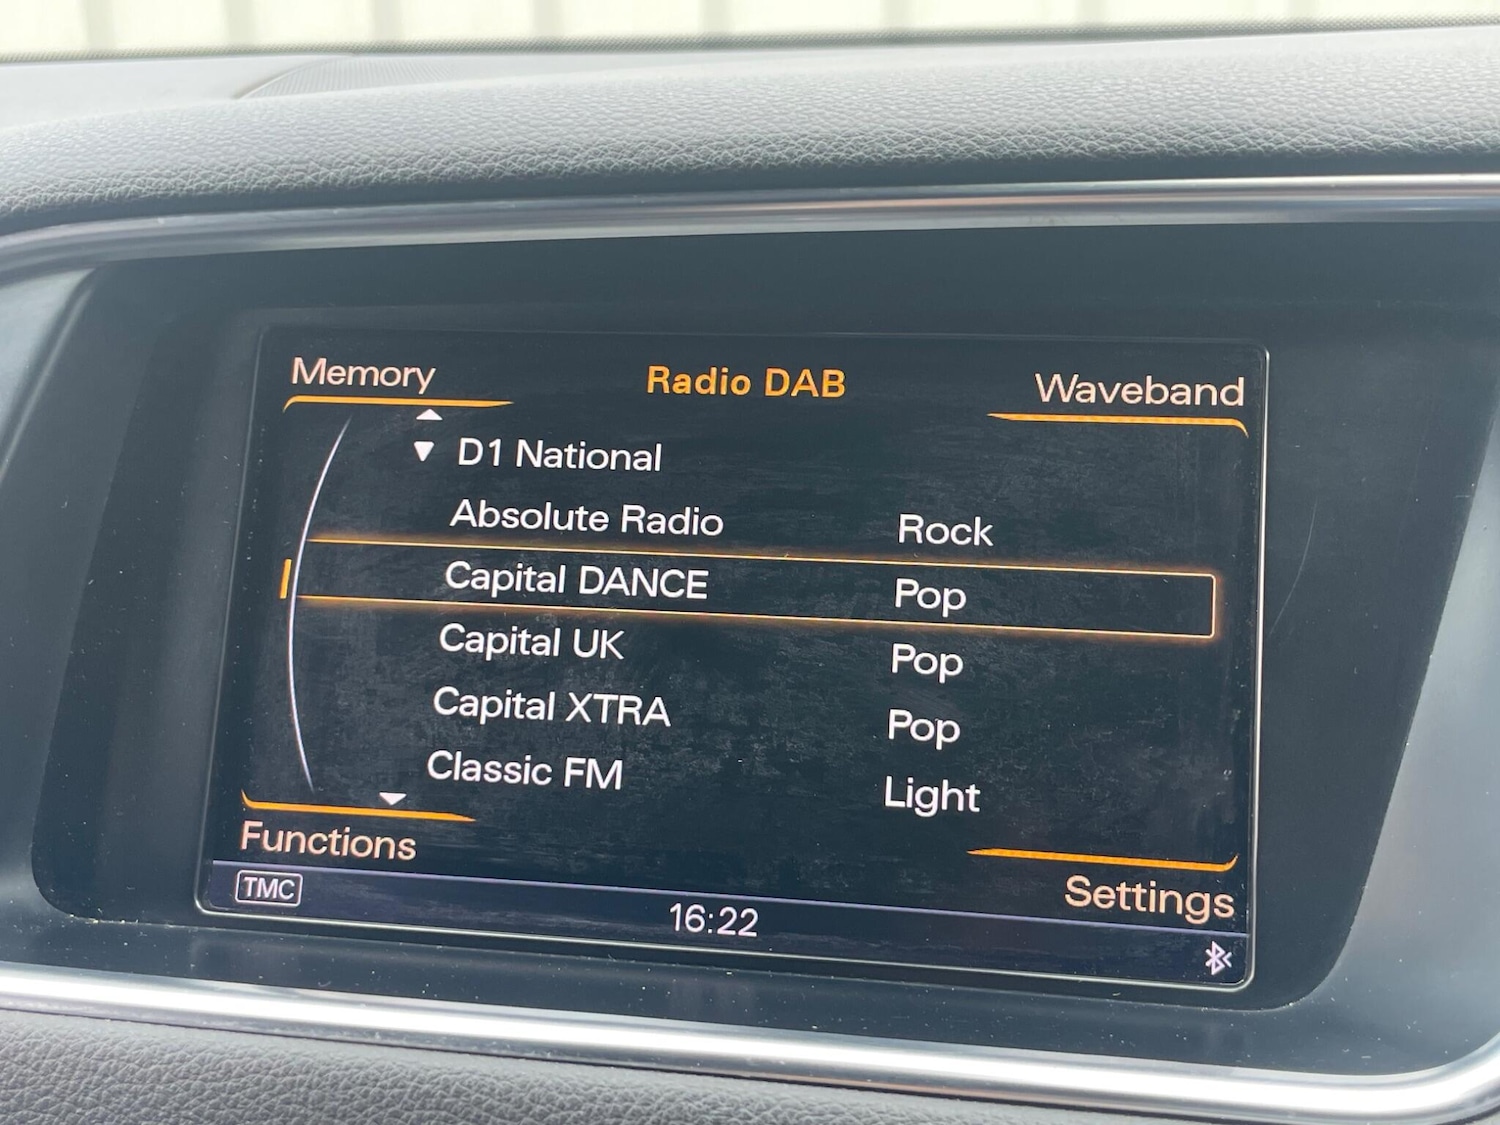 Memory Radio DAB Waveband
D1 National
Absolute Radio Rock
Capital DANCE Pop
Capital UK Pop
Capital XTRA Pop
Classic FM Light
Functions Settings
TMC 16:22